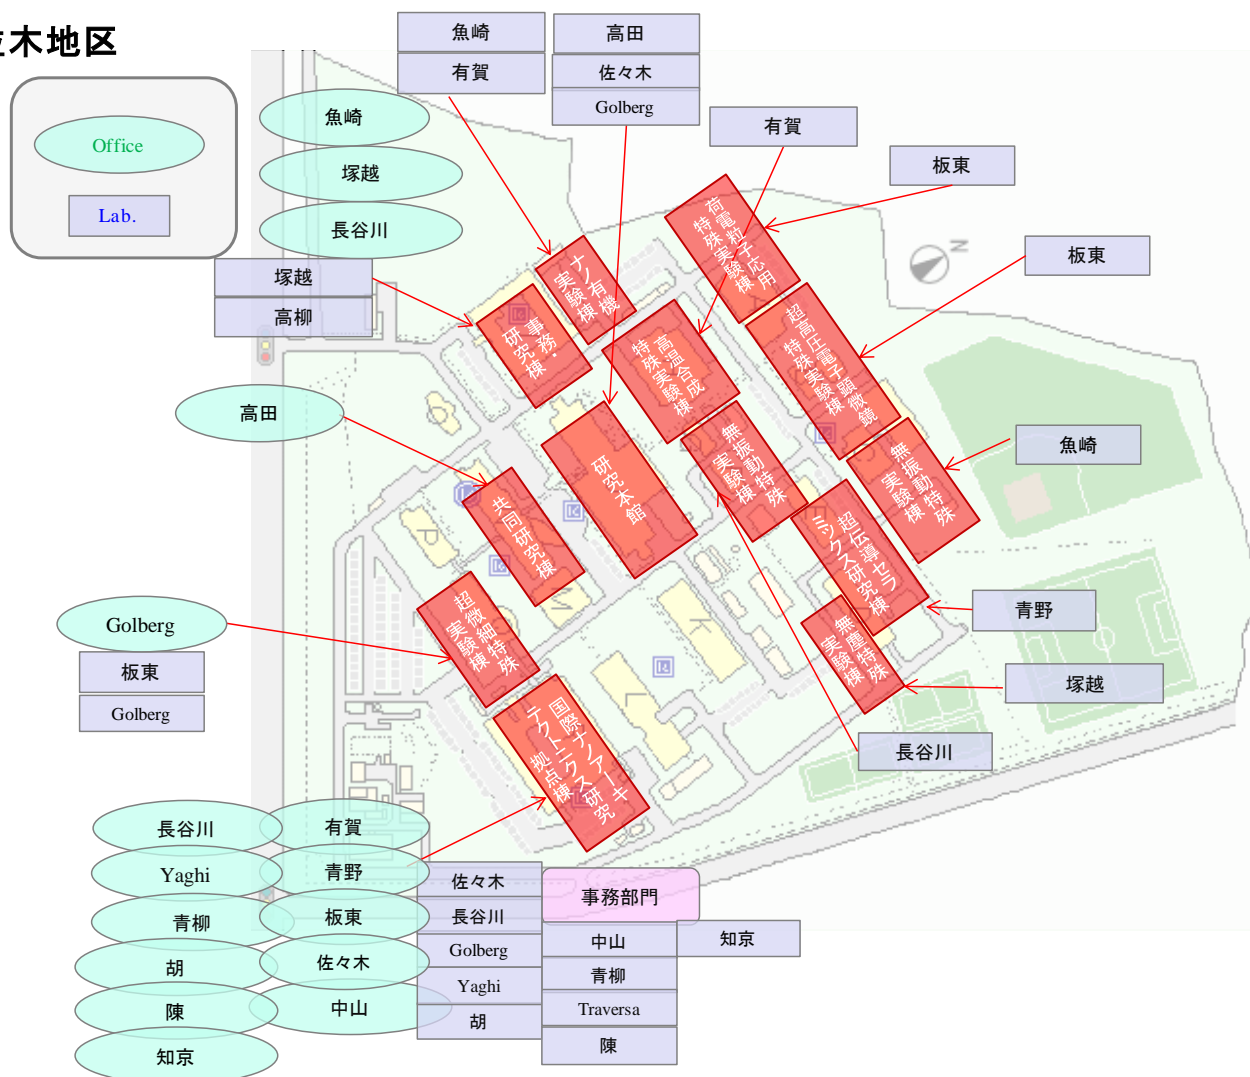 木地区
Office
Lab.
魚崎
塚越
長谷川
塚越
高柳
魚崎
有賀
高田
佐々木
Golberg
有賀
板東
板東
魚崎
青野
塚越
長谷川
高田
Golberg
板東
Golberg
荷電粒子応用
特殊実験棟
ナノ有機
実験棟
事務・
研究棟
高温合成
特殊実験棟
超高圧電子顕微鏡
特殊実験棟
無振動特殊
実験棟
無振動特殊
実験棟
研究本館
共同研究棟
超伝導セラ
ミックス研究棟
無塵特殊
実験棟
超微細特殊
実験棟
国際ナノアーキ
テクトニクス研究
拠点棟
P
M
K
L
N
長谷川
有賀
Yaghi
青野
青柳
板東
胡
佐々木
陳
中山
知京
佐々木
長谷川
Golberg
Yaghi
胡
事務部門
中山
知京
青柳
Traversa
陳